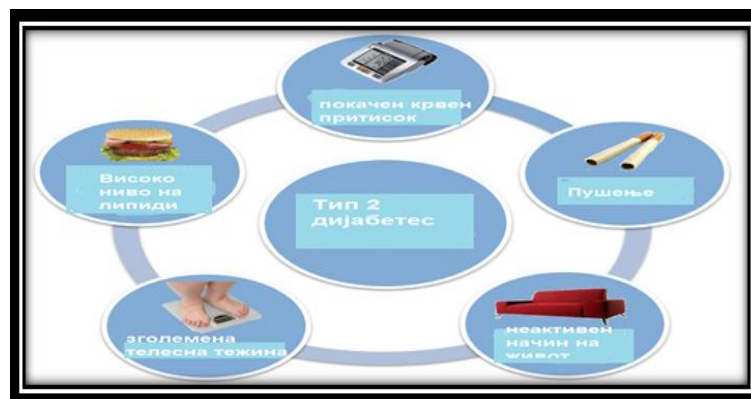 покачен крвен
притисок
Високо
ниво на
липиди
Пушење
Тип 2
дијабетес
зголемена
телесна тежина
неактивен
начин на
живот